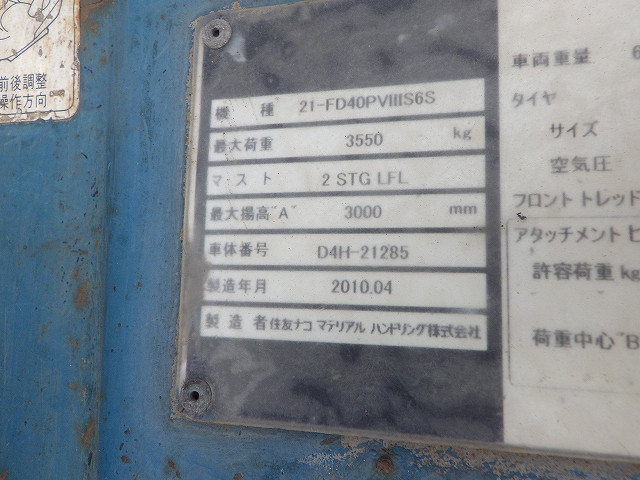 前後調整
操作方向
機 種 21-FD40PVIIIS6S
最大荷重 3550 kg
マ ス ト 2 STG LFL
最大揚高"A" 3000 mm
車体番号 D4H-21285
製造年月 2010.04
製 造 者 住友ナコ マテリアル ハンドリング株式会社
車両重量 6
タイヤ
サイズ
空気圧
フロント トレッド
アタッチメント
許容荷重 kg
荷重中心"B